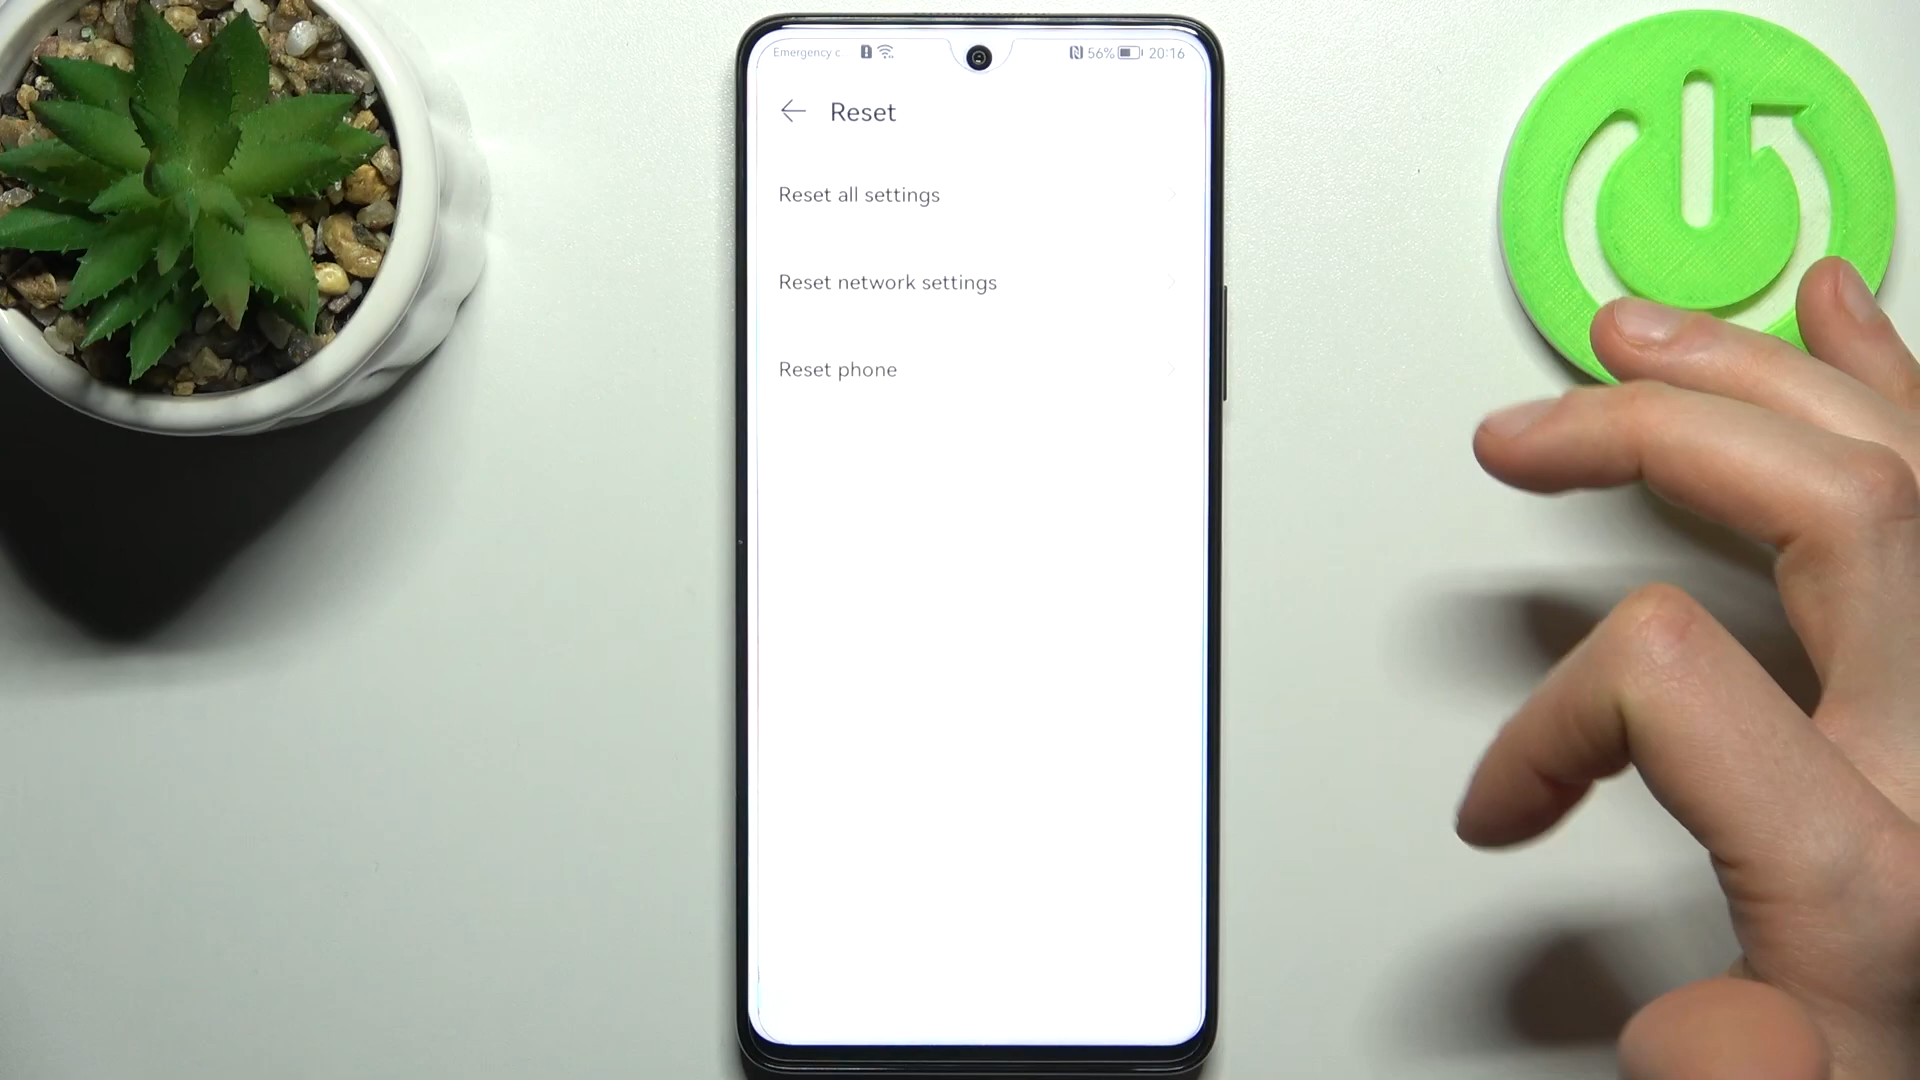 Emergency c 56% 20:16
Reset
Reset all settings
Reset network settings
Reset phone